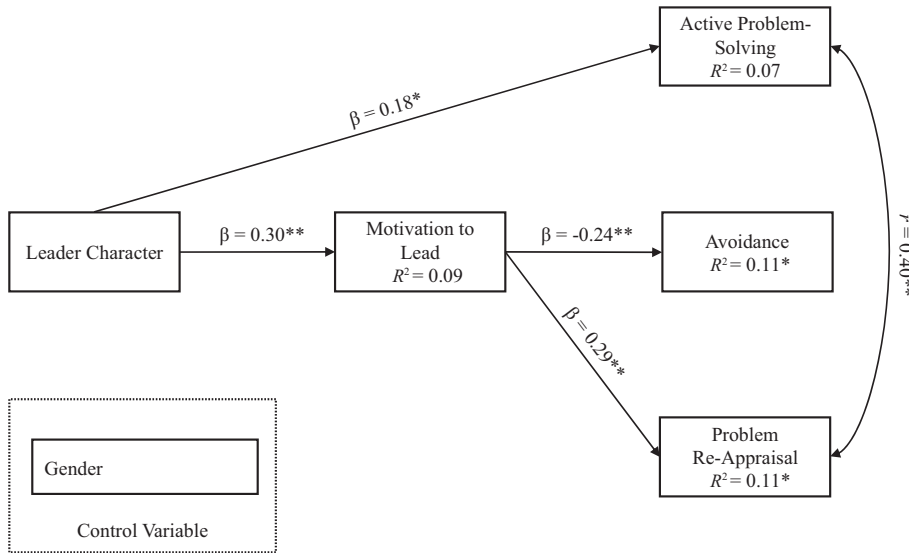 Active Problem-
Solving
R² = 0.07
β = 0.18*
Leader Character
β = 0.30**
Motivation to
Lead
R² = 0.09
β = -0.24**
Avoidance
R² = 0.11*
r = 0.40**
β = 0.29**
Problem
Re-Appraisal
R² = 0.11*
Gender
Control Variable